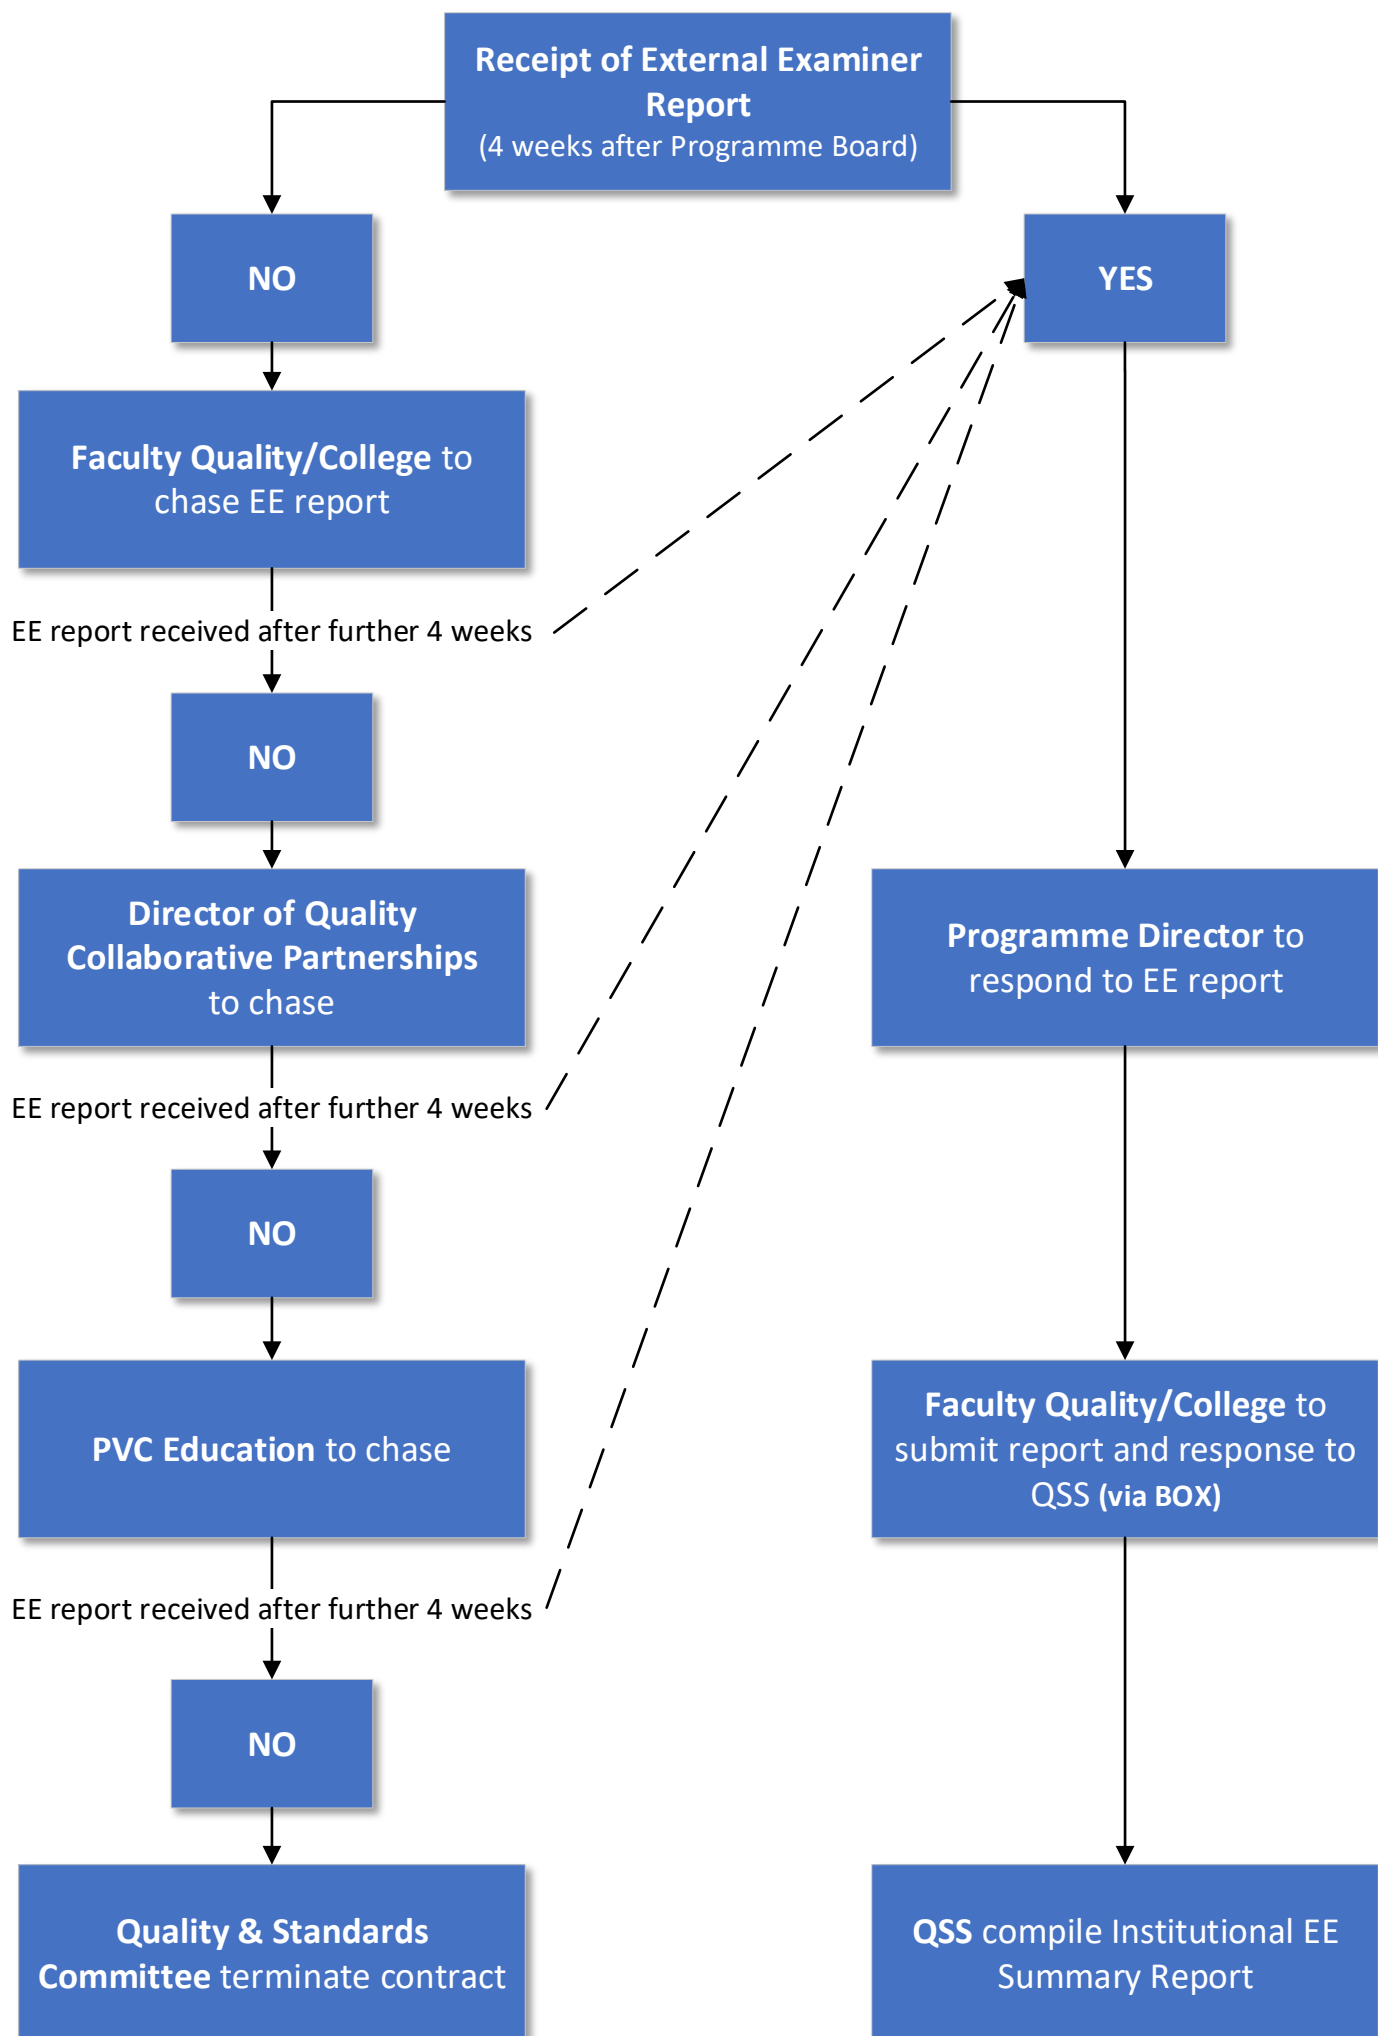 Receipt of External Examiner
Report
(4 weeks after Programme Board)
NO
YES
Faculty Quality/College to
chase EE report
EE report received after further 4 weeks
NO
Director of Quality
Collaborative Partnerships
to chase
Programme Director to
respond to EE report
EE report received after further 4 weeks
NO
PVC Education to chase
Faculty Quality/College to
submit report and response to
QSS (via BOX)
EE report received after further 4 weeks
NO
Quality & Standards
Committee terminate contract
QSS compile Institutional EE
Summary Report